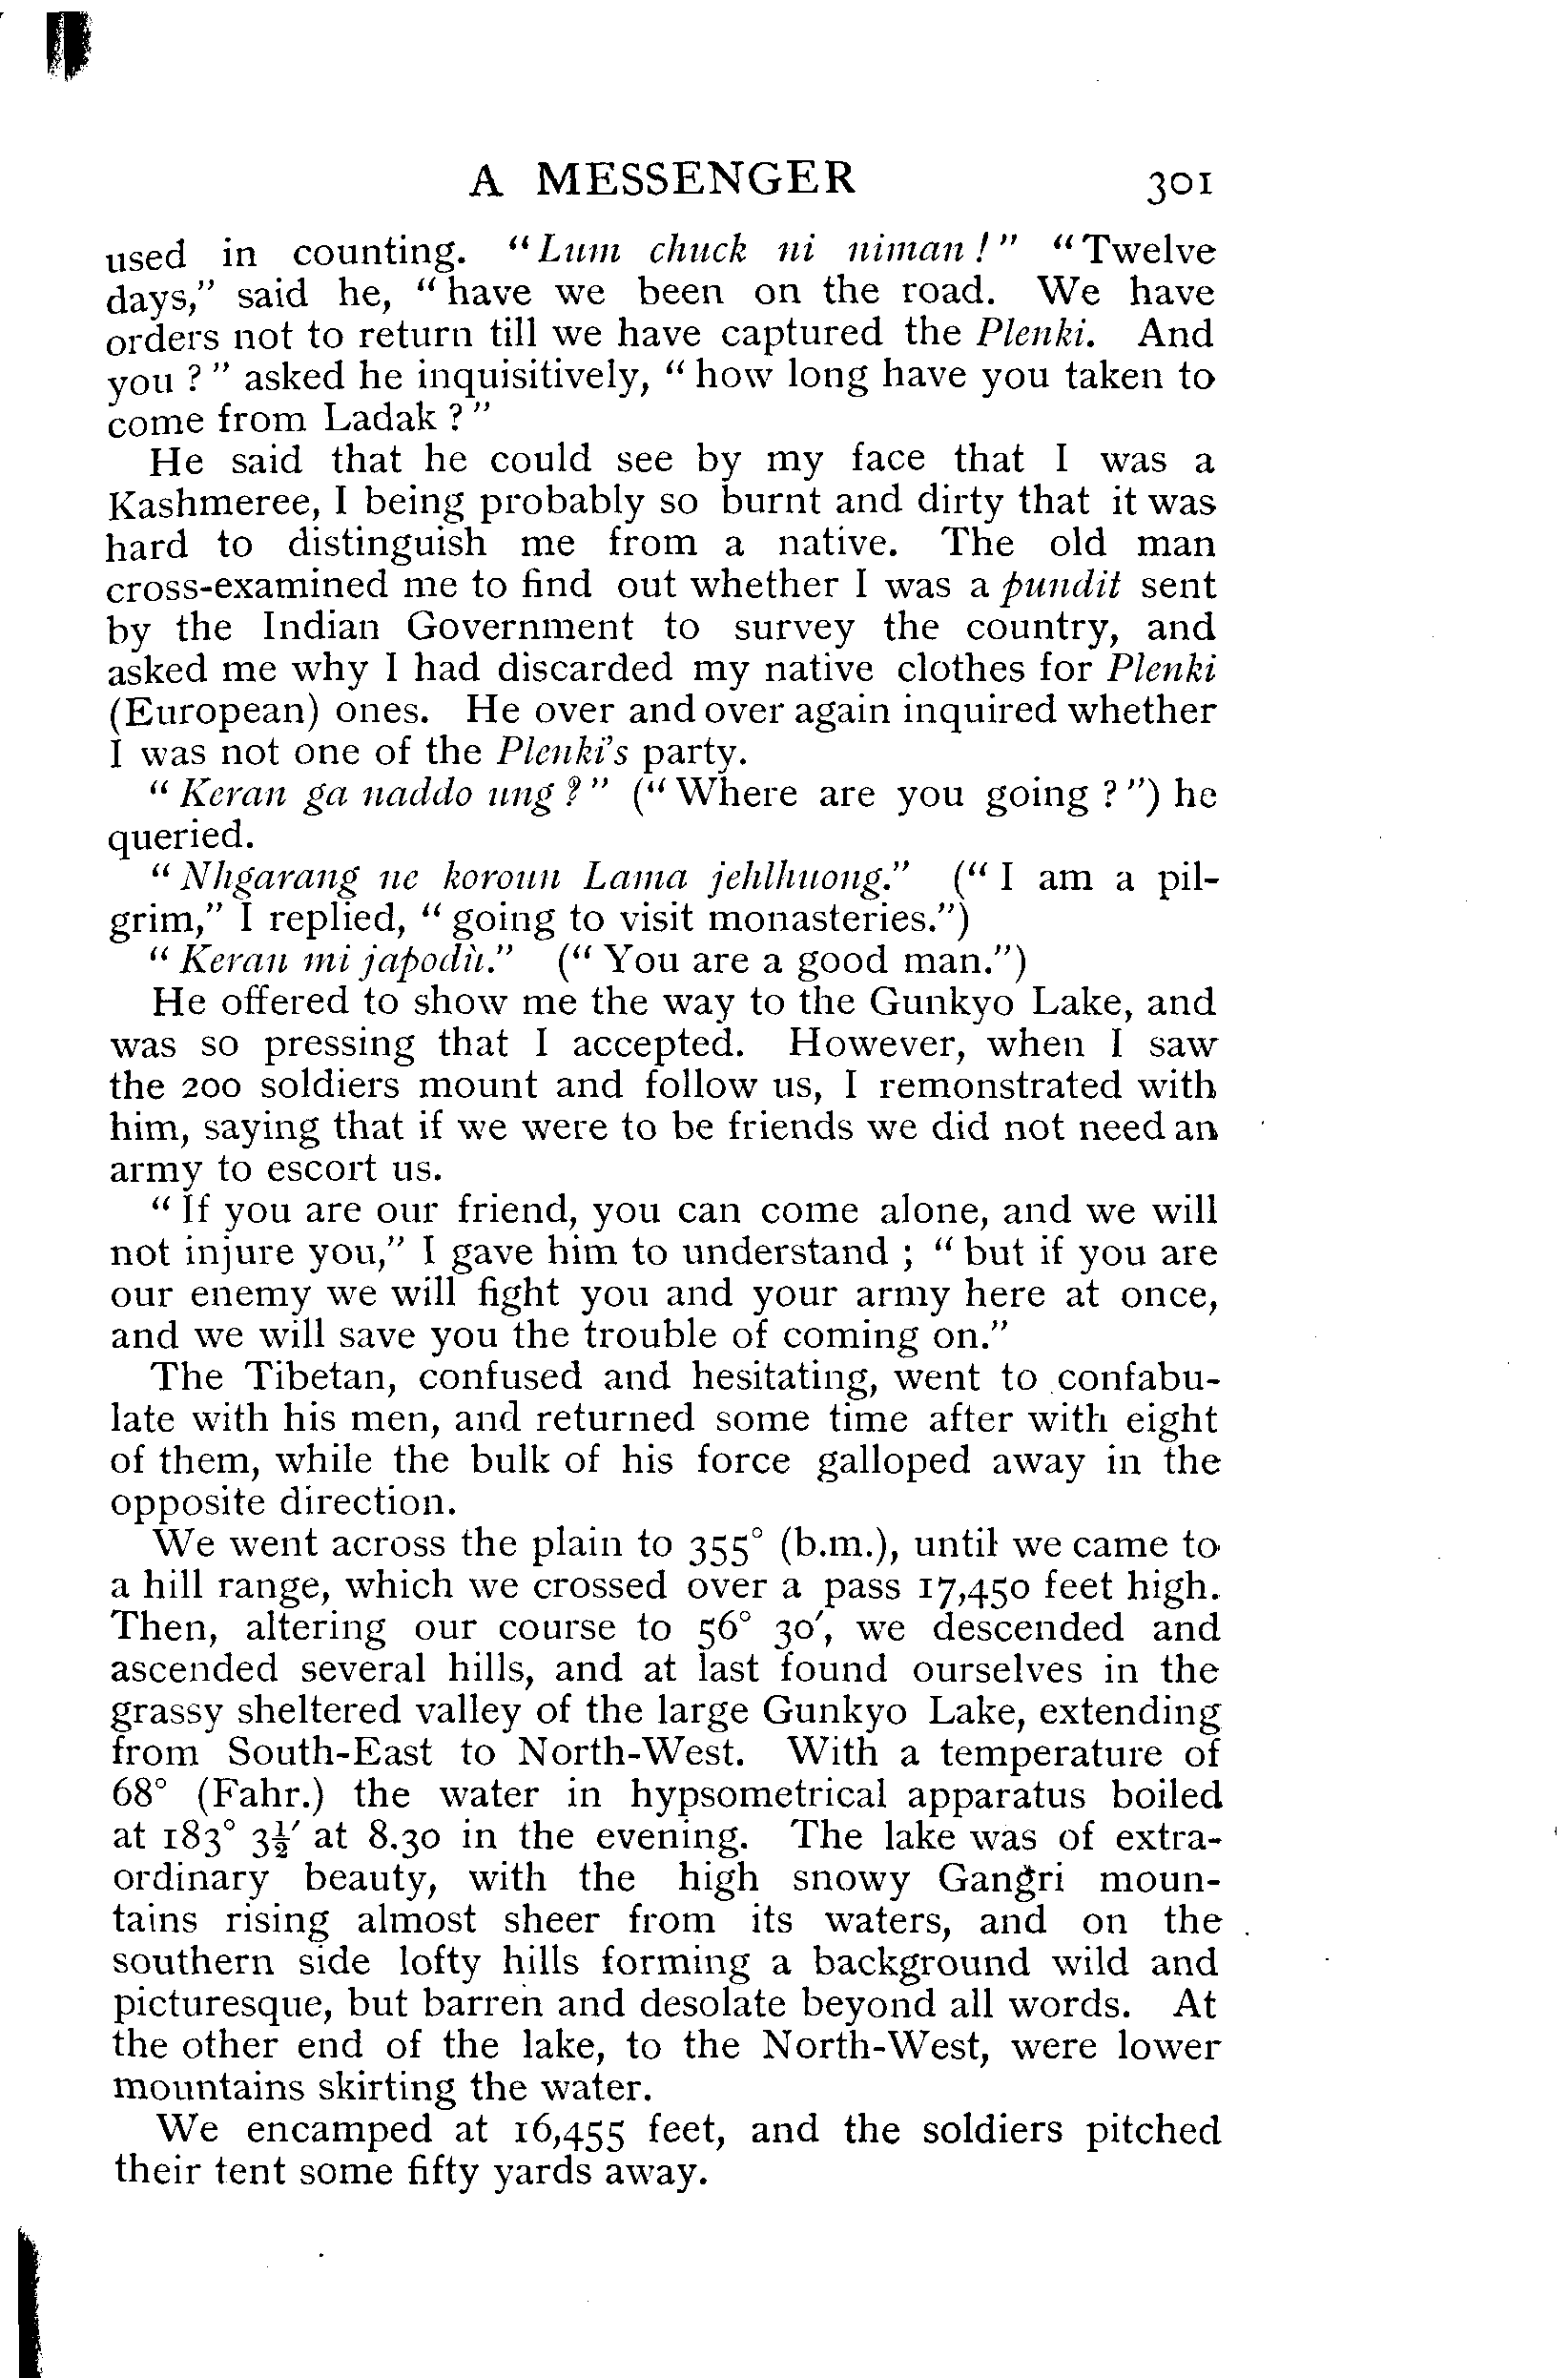 A MESSENGER 301
used in counting. "Lum chuck ni niman!" "Twelve
days," said he, "have we been on the road. We have
orders not to return till we have captured the Plenki. And
you?" asked he inquisitively, "how long have you taken to
come from Ladak?"
He said that he could see by my face that I was a
Kashmeree, I being probably so burnt and dirty that it was
hard to distinguish me from a native. The old man
cross-examined me to find out whether I was a pundit sent
by the Indian Government to survey the country, and
asked me why I had discarded my native clothes for Plenki
(European) ones. He over and over again inquired whether
I was not one of the Plenki's party.
"Keran ga naddo ung?" ("Where are you going?") he
queried.
"Nhgarang ne koroun Lama jehlhuong." ("I am a pil-
grim," I replied, "going to visit monasteries.")
"Keran mi japodù." ("You are a good man.")
He offered to show me the way to the Gunkyo Lake, and
was so pressing that I accepted. However, when I saw
the 200 soldiers mount and follow us, I remonstrated with
him, saying that if we were to be friends we did not need an
army to escort us.
"If you are our friend, you can come alone, and we will
not injure you," I gave him to understand; "but if you are
our enemy we will fight you and your army here at once,
and we will save you the trouble of coming on."
The Tibetan, confused and hesitating, went to confabu-
late with his men, and returned some time after with eight
of them, while the bulk of his force galloped away in the
opposite direction.
We went across the plain to 355° (b.m.), until we came to
a hill range, which we crossed over a pass 17,450 feet high.
Then, altering our course to 56° 30′, we descended and
ascended several hills, and at last found ourselves in the
grassy sheltered valley of the large Gunkyo Lake, extending
from South-East to North-West. With a temperature of
68° (Fahr.) the water in hypsometrical apparatus boiled
at 183° 3½′ at 8.30 in the evening. The lake was of extra-
ordinary beauty, with the high snowy Gangri moun-
tains rising almost sheer from its waters, and on the
southern side lofty hills forming a background wild and
picturesque, but barren and desolate beyond all words. At
the other end of the lake, to the North-West, were lower
mountains skirting the water.
We encamped at 16,455 feet, and the soldiers pitched
their tent some fifty yards away.